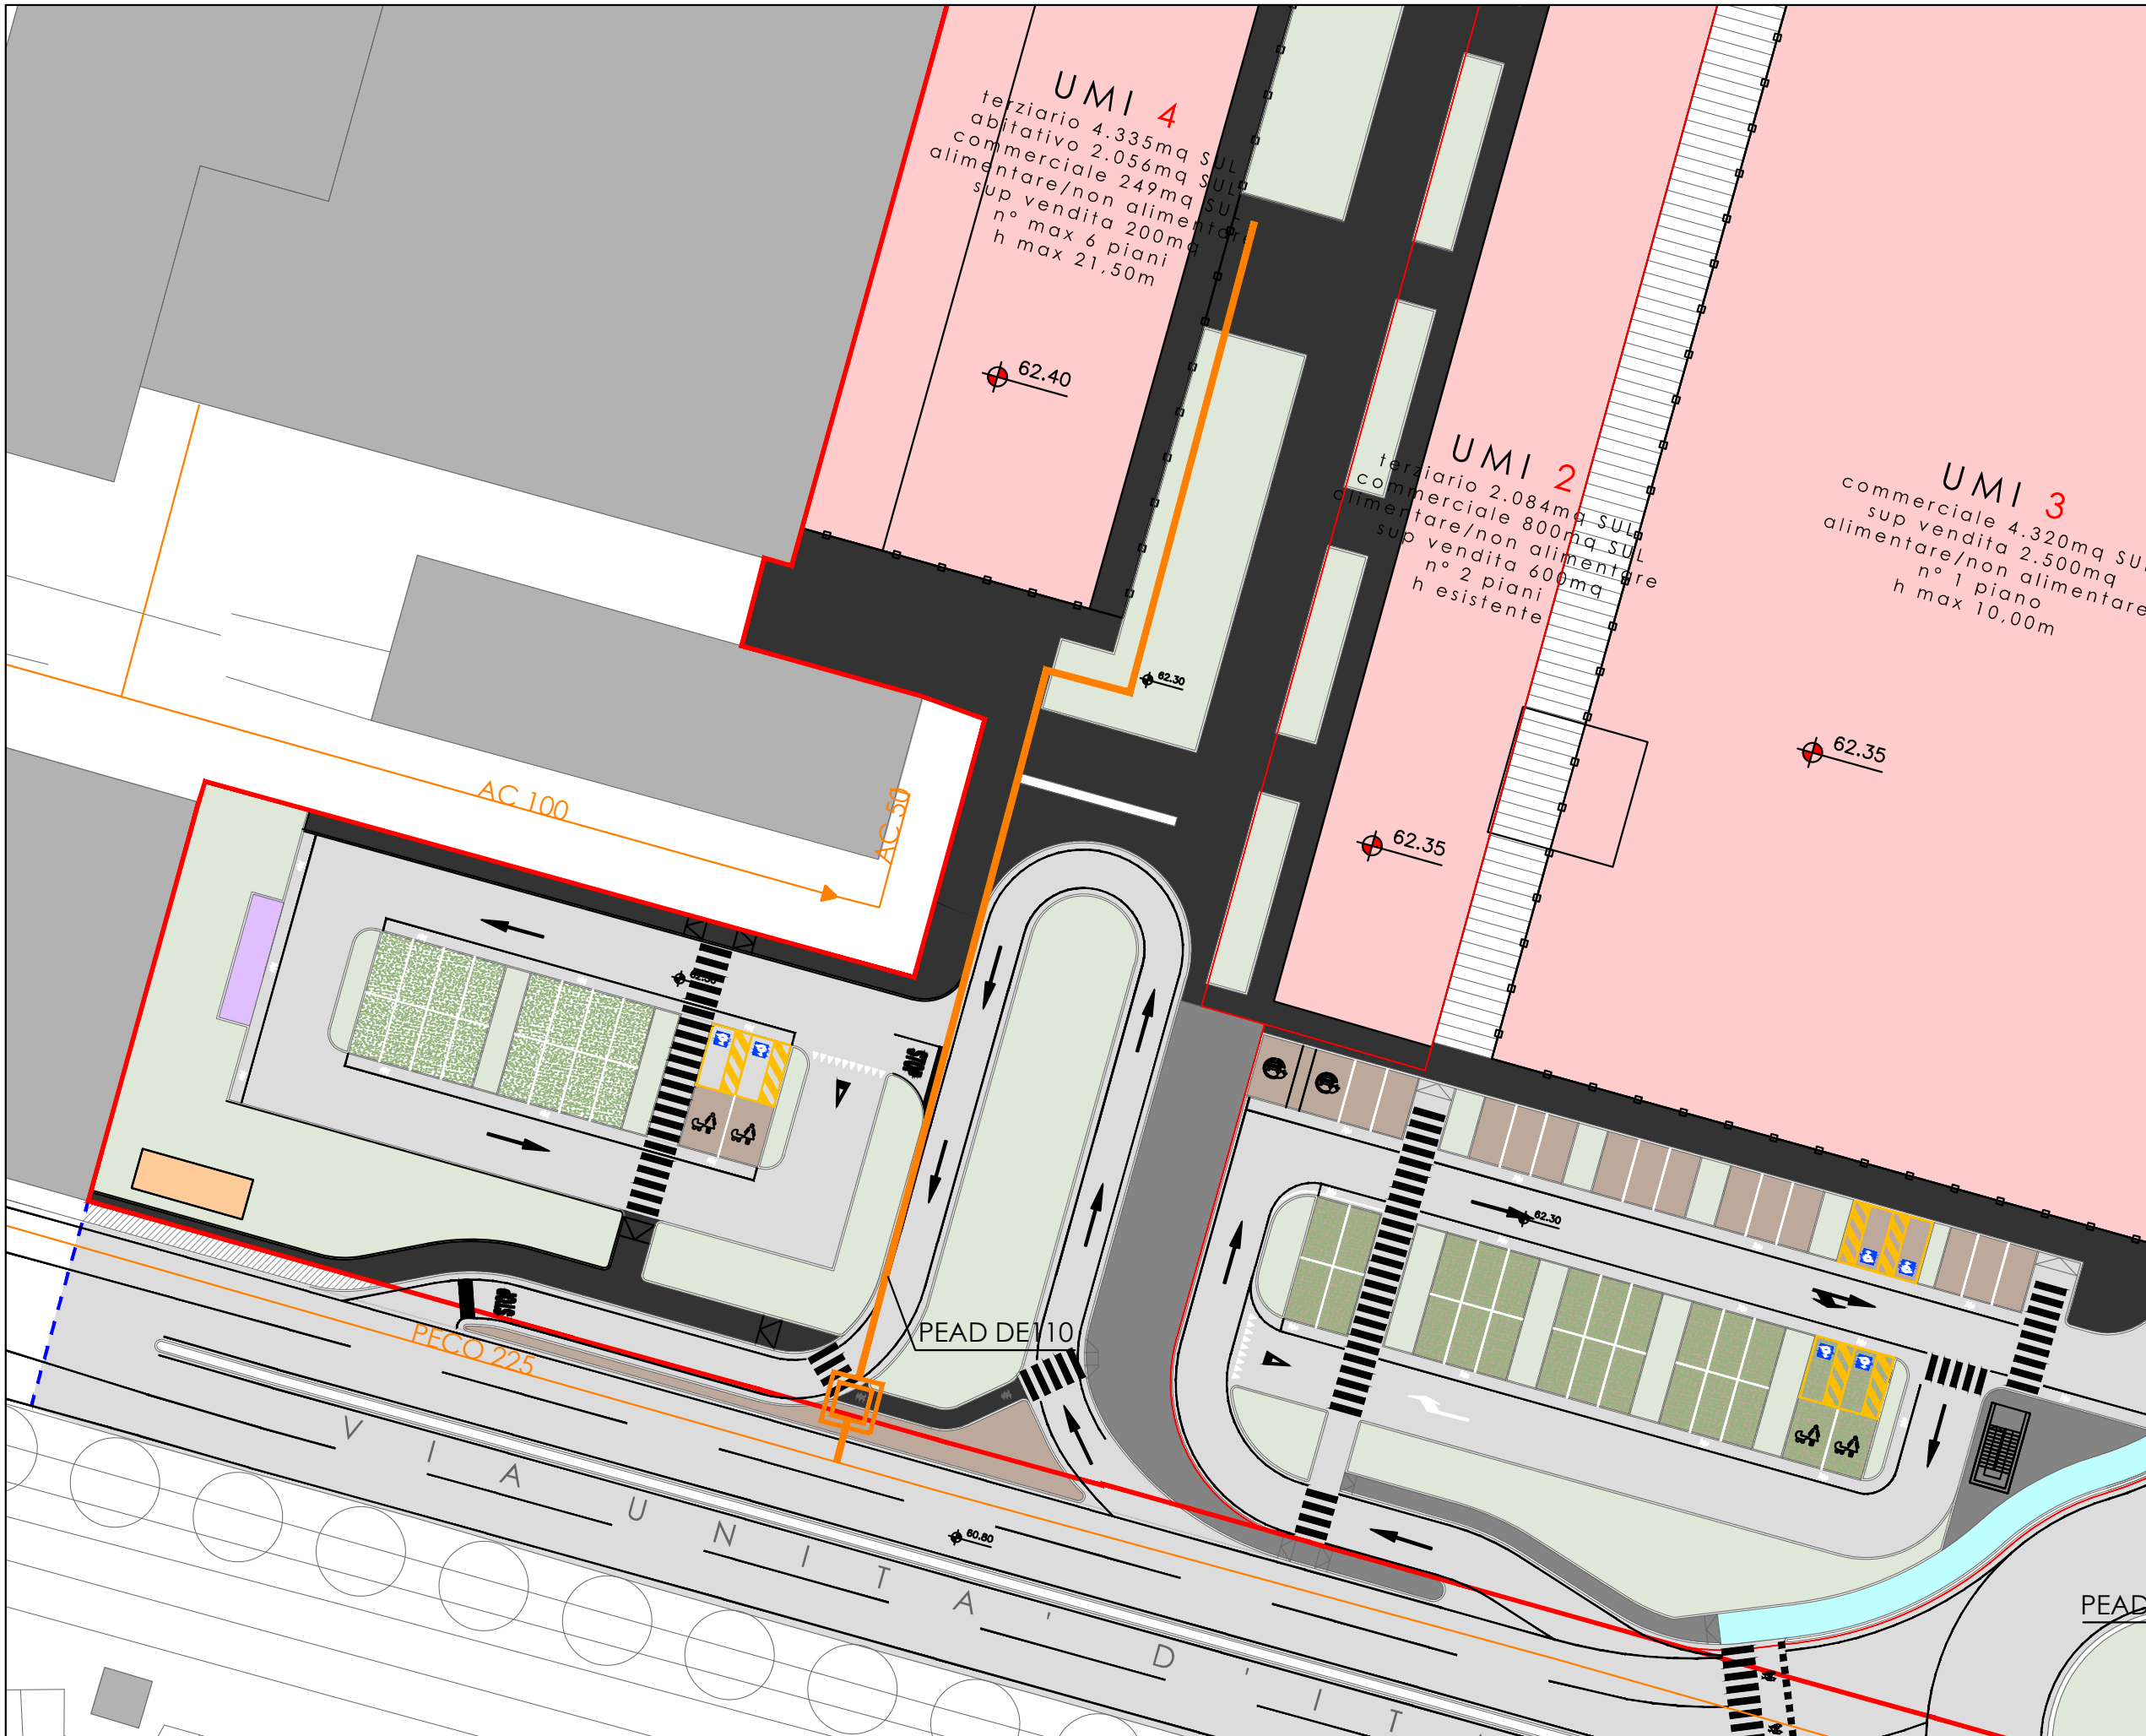 UMI 4
terziario 4.335mq SUL
abitativo 2.056mq SUL
commerciale 249mq SUL
alimentare/non alimentare
sup vendita 200mq
n° max 6 piani
h max 21,50m
62.40
UMI 2
terziario 2.084mq SUL
commerciale 800mq SUL
alimentare/non alimentare
sup vendita 600mq
n° 2 piani
h esistente
UMI 3
commerciale 4.320mq SU
sup vendita 2.500mq
alimentare/non alimentare
n° 1 piano
h max 10,00m
62.30
62.35
62.35
AC 100
AC 50
STOP
62.30
STOP
PEAD DE110
PECO 225
60.80
PEAD
VIA UNITA' D'IT